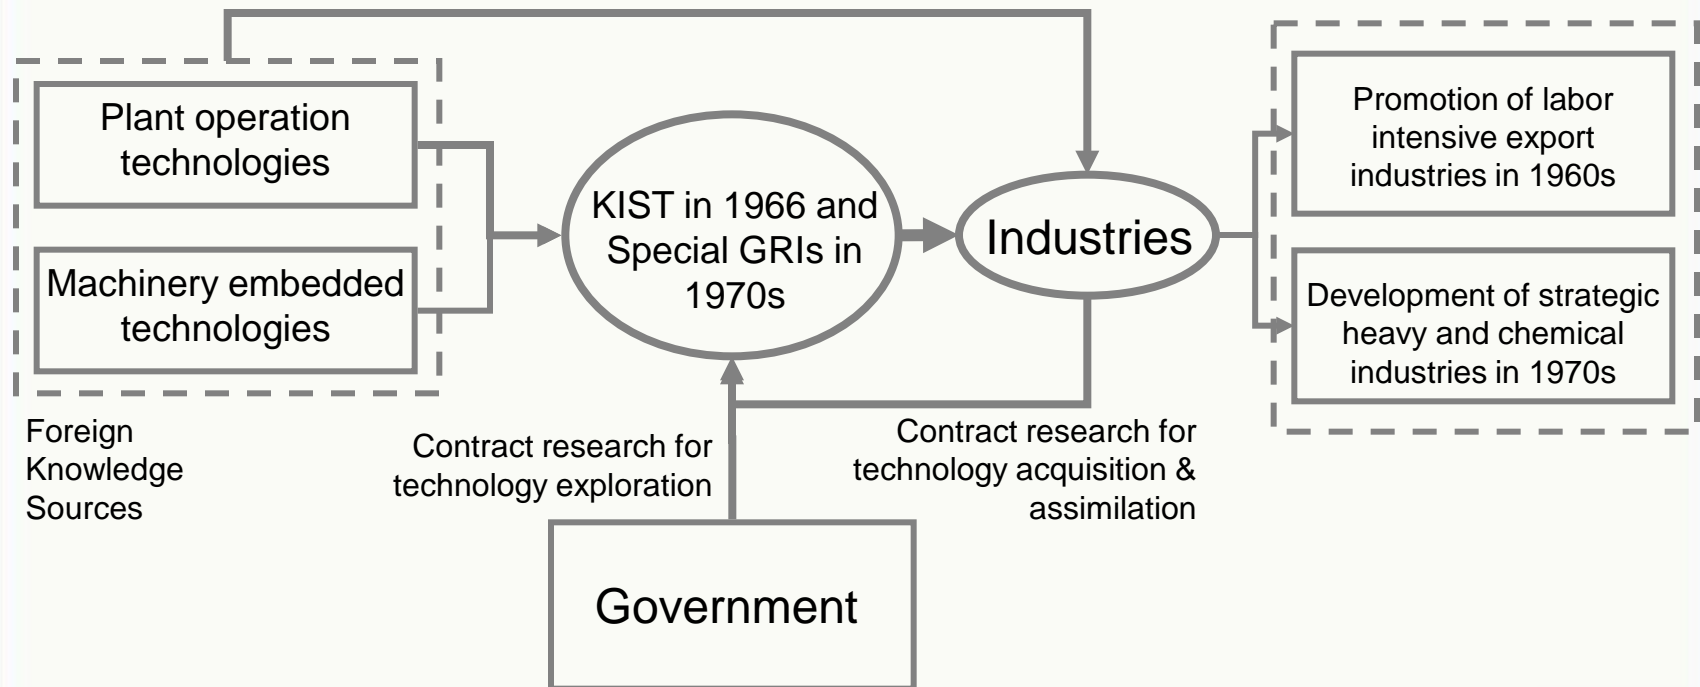 Plant operation
technologies
Machinery embedded
technologies
Foreign
Knowledge
Sources
KIST in 1966 and
Special GRIs in
1970s
Industries
Promotion of labor
intensive export
industries in 1960s
Development of strategic
heavy and chemical
industries in 1970s
Contract research for
technology exploration
Contract research for
technology acquisition &
assimilation
Government